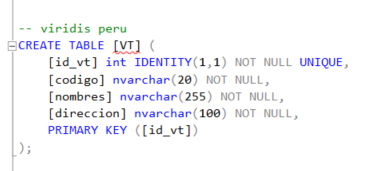 -- viridis peru
CREATE TABLE [VT] (
[id_vt] int IDENTITY(1,1) NOT NULL UNIQUE,
[codigo] nvarchar(20) NOT NULL,
[nombres] nvarchar(255) NOT NULL,
[direccion] nvarchar(100) NOT NULL,
PRIMARY KEY ([id_vt])
);